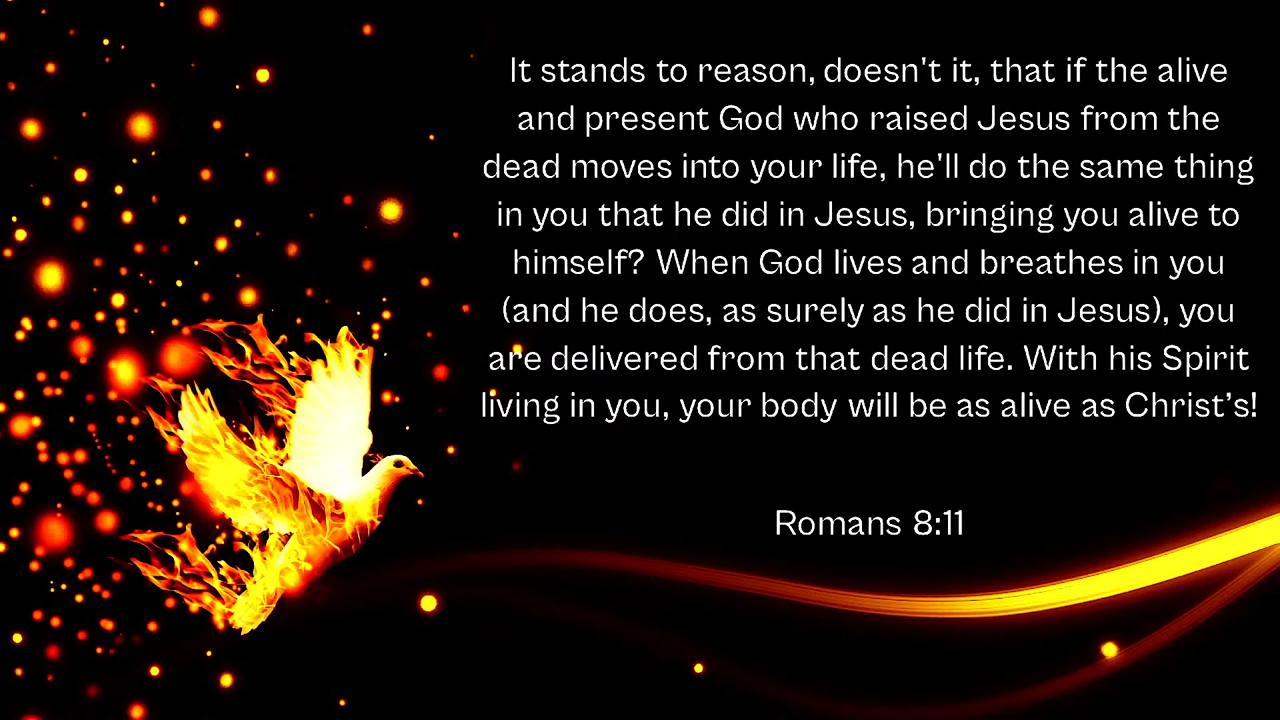 It stands to reason, doesn't it, that if the alive
and present God who raised Jesus from the
dead moves into your life, he'll do the same thing
in you that he did in Jesus, bringing you alive to
himself? When God lives and breathes in you
(and he does, as surely as he did in Jesus), you
are delivered from that dead life. With his Spirit
living in you, your body will be as alive as Christ’s!
Romans 8:11